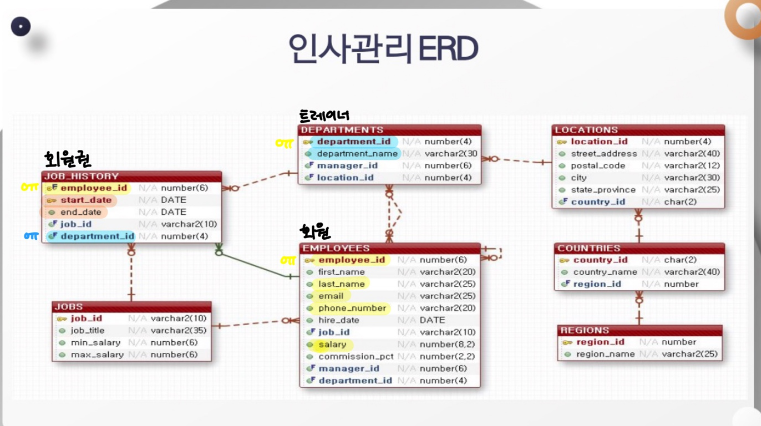 인사관리 ERD
트레이너
DEPARTMENTS
department_id N/A number(4)
department_name N/A varchar2(30
manager_id N/A number(6)
location_id N/A number(4)
LOCATIONS
location_id N/A number(4)
street_address N/A varchar2(40)
postal_code N/A varchar2(12)
city N/A varchar2(30)
state_province N/A varchar2(25)
country_id N/A char(2)
회원권
JOB_HISTORY
employee_id N/A number(6)
start_date N/A DATE
end_date N/A DATE
job_id N/A varchar2(10)
department_id N/A number(4)
회원
EMPLOYEES
employee_id N/A number(6)
first_name N/A varchar2(20)
last_name N/A varchar2(25)
email N/A varchar2(25)
phone_number N/A varchar2(20)
hire_date N/A DATE
job_id N/A varchar2(10)
salary N/A number(8,2)
commission_pct N/A number(2,2)
manager_id N/A number(6)
department_id N/A number(4)
COUNTRIES
country_id N/A char(2)
country_name N/A varchar2(40)
region_id N/A number
JOBS
job_id N/A varchar2(10)
job_title N/A varchar2(35)
min_salary N/A number(6)
max_salary N/A number(6)
REGIONS
region_id N/A number
region_name N/A varchar2(25)